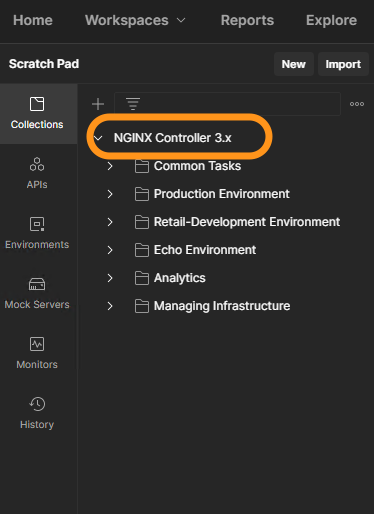 Home Workspaces Reports Explore
Scratch Pad New Import
Collections
APIs
Environments
Mock Servers
Monitors
History
NGINX Controller 3.x
Common Tasks
Production Environment
Retail-Development Environment
Echo Environment
Analytics
Managing Infrastructure